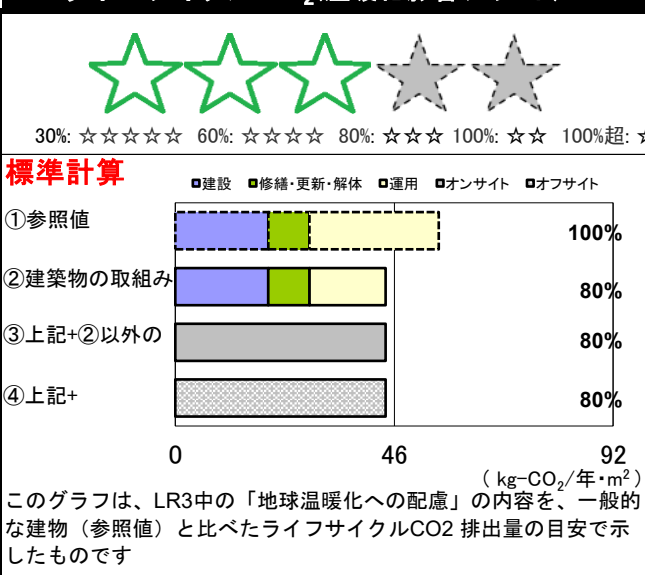 30%: ☆☆☆☆☆ 60%: ☆☆☆☆ 80%: ☆☆☆ 100%: ☆☆ 100%超: ☆
標準計算
■建設 ■修繕・更新・解体 ■運用 ■オンサイト ■オフサイト
①参照値 100%
②建築物の取組み 80%
③上記+②以外の 80%
④上記+ 80%
0 46 92
( kg-CO₂/年・m² )
このグラフは、LR3中の「地球温暖化への配慮」の内容を、一般的
な建物（参照値）と比べたライフサイクルCO2 排出量の目安で示
したものです